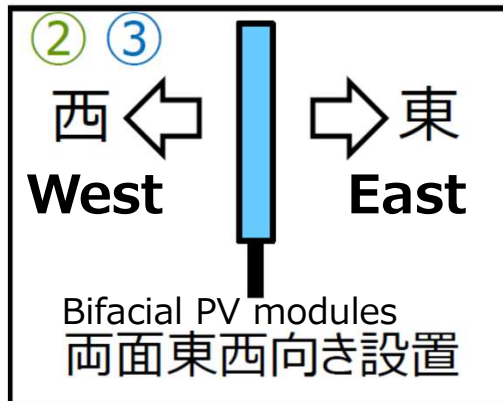 ② ③
西 東
West East
Bifacial PV modules
両面東西向き設置